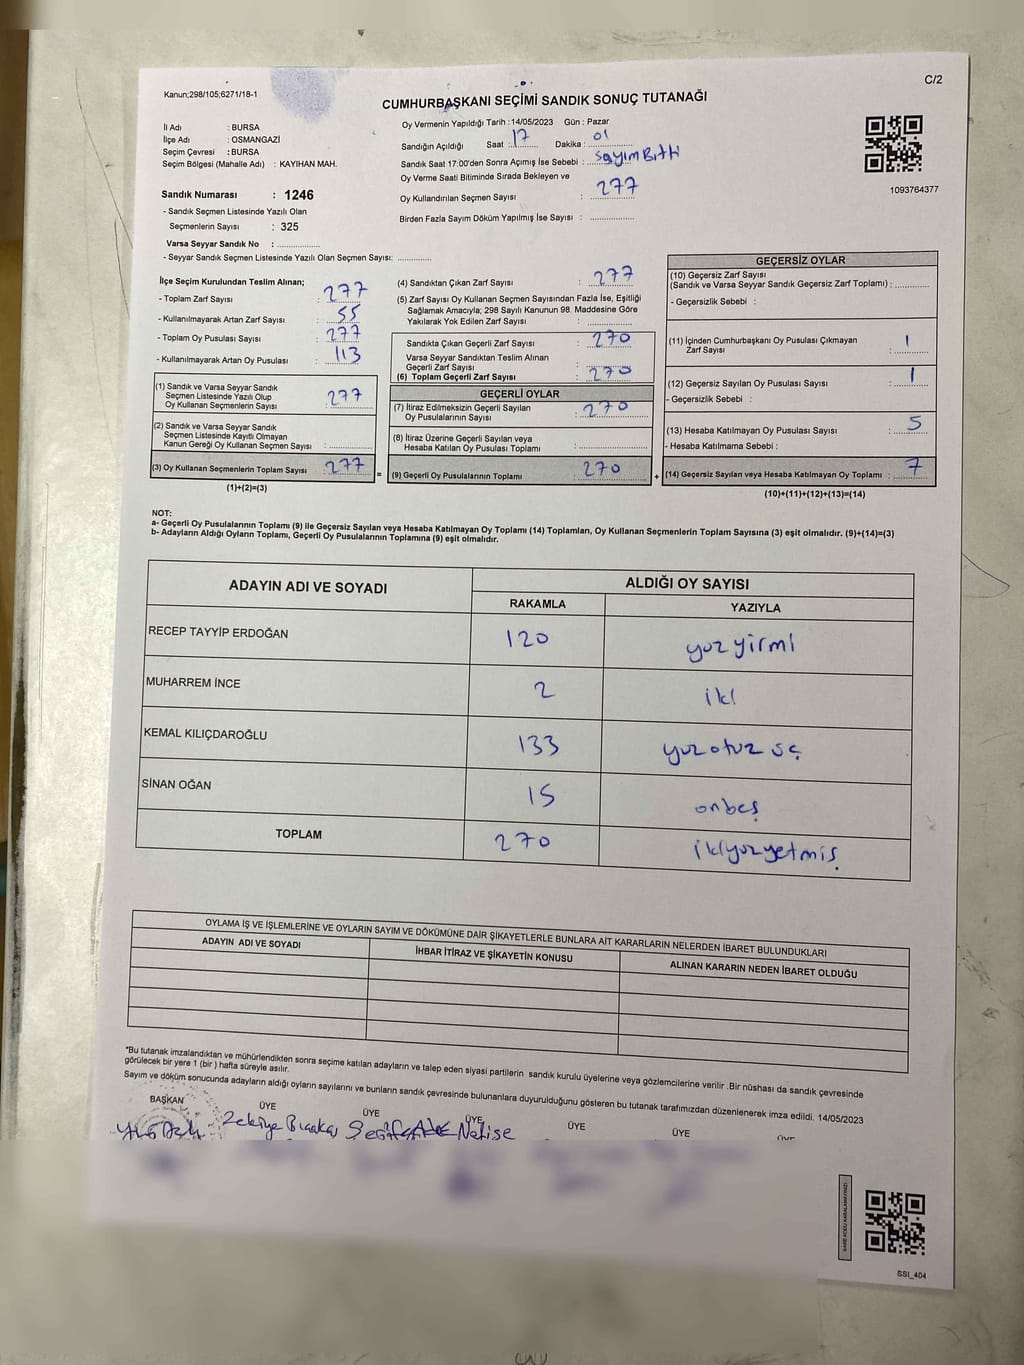 C/2
Kanun;298/105;6271/18-1
CUMHURBAŞKANI SEÇİMİ SANDIK SONUÇ TUTANAĞI
İl Adı : BURSA
İlçe Adı : OSMANGAZİ
Seçim Çevresi : BURSA
Seçim Bölgesi (Mahalle Adı) : KAYIHAN MAH.
Oy Vermenin Yapıldığı Tarih : 14/05/2023 Gün : Pazar
Sandığın Açıldığı Saat : 17 Dakika : 01
Sandık Saat 17:00'den Sonra Açımış İse Sebebi : Sayım Bitti
Oy Verme Saati Bitiminde Sırada Bekleyen ve
Oy Kullandırılan Seçmen Sayısı : 277
Birden Fazla Sayım Döküm Yapılmış İse Sayısı : ................
1093764377
Sandık Numarası : 1246
- Sandık Seçmen Listesinde Yazılı Olan
Seçmenlerin Sayısı : 325
Varsa Seyyar Sandık No : ................
- Seyyar Sandık Seçmen Listesinde Yazılı Olan Seçmen Sayısı: ............
İlçe Seçim Kurulundan Teslim Alınan;
- Toplam Zarf Sayısı : 277
- Kullanılmayarak Artan Zarf Sayısı : 55
- Toplam Oy Pusulası Sayısı : 277
- Kullanılmayarak Artan Oy Pusulası : 113
(1) Sandık ve Varsa Seyyar Sandık
Seçmen Listesinde Yazılı Olup
Oy Kullanan Seçmenlerin Sayısı : 277
(2) Sandık ve Varsa Seyyar Sandık
Seçmen Listesinde Kayıtlı Olmayan
Kanun Gereği Oy Kullanan Seçmen Sayısı :
(3) Oy Kullanan Seçmenlerin Toplam Sayısı : 277
(1)+(2)=(3)
=
(4) Sandıktan Çıkan Zarf Sayısı : 277
(5) Zarf Sayısı Oy Kullanan Seçmen Sayısından Fazla İse, Eşitliği
Sağlamak Amacıyla; 298 Sayılı Kanunun 98. Maddesine Göre
Yakılarak Yok Edilen Zarf Sayısı :
Sandıkta Çıkan Geçerli Zarf Sayısı : 270
Varsa Seyyar Sandıktan Teslim Alınan
Geçerli Zarf Sayısı :
(6) Toplam Geçerli Zarf Sayısı : 270
GEÇERLİ OYLAR
(7) İtiraz Edilmeksizin Geçerli Sayılan
Oy Pusulalarının Sayısı : 270
(8) İtiraz Üzerine Geçerli Sayılan veya
Hesaba Katılan Oy Pusulası Toplamı :
(9) Geçerli Oy Pusulalarının Toplamı : 270
+
GEÇERSİZ OYLAR
(10) Geçersiz Zarf Sayısı
(Sandık ve Varsa Seyyar Sandık Geçersiz Zarf Toplamı) : ............
- Geçersizlik Sebebi :
(11) İçinden Cumhurbaşkanı Oy Pusulası Çıkmayan
Zarf Sayısı : 1
(12) Geçersiz Sayılan Oy Pusulası Sayısı : 1
- Geçersizlik Sebebi :
(13) Hesaba Katılmayan Oy Pusulası Sayısı : 5
- Hesaba Katılmama Sebebi :
(14) Geçersiz Sayılan veya Hesaba Katılmayan Oy Toplamı : 7
(10)+(11)+(12)+(13)=(14)
NOT:
a- Geçerli Oy Pusulalarının Toplamı (9) ile Geçersiz Sayılan veya Hesaba Katılmayan Oy Toplamı (14) Toplamları, Oy Kullanan Seçmenlerin Toplam Sayısına (3) eşit olmalıdır. (9)+(14)=(3)
b- Adayların Aldığı Oyların Toplamı, Geçerli Oy Pusulalarının Toplamına (9) eşit olmalıdır.
ADAYIN ADI VE SOYADI ALDIĞI OY SAYISI
RAKAMLA YAZIYLA
RECEP TAYYİP ERDOĞAN 120 yüz yirmi
MUHARREM İNCE 2 iki
KEMAL KILIÇDAROĞLU 133 yüz otuz üç
SİNAN OĞAN 15 onbeş
TOPLAM 270 ikiyüzyetmiş
OYLAMA İŞ VE İŞLEMLERİNE VE OYLARIN SAYIM VE DÖKÜMÜNE DAİR ŞİKAYETLERLE BUNLARA AİT KARARLARIN NELERDEN İBARET BULUNDUKLARI
ADAYIN ADI VE SOYADI İHBAR İTİRAZ VE ŞİKAYETİN KONUSU ALINAN KARARIN NEDEN İBARET OLDUĞU
*Bu tutanak imzalandıktan ve mühürlendikten sonra seçime katılan adayların ve talep eden siyasi partilerin sandık kurulu üyelerine veya gözlemcilerine verilir .Bir nüshası da sandık çevresinde
görülecek bir yere 1 (bir ) hafta süreyle asılır.
Sayım ve döküm sonucunda adayların aldığı oyların sayılarını ve bunların sandık çevresinde bulunanlara duyurulduğunu gösteren bu tutanak tarafımızdan düzenlenerek imza edildi. 14/05/2023
BAŞKAN ÜYE ÜYE ÜYE ÜYE ÜYE ÜYE
Zekiye Nefise
SSI_404